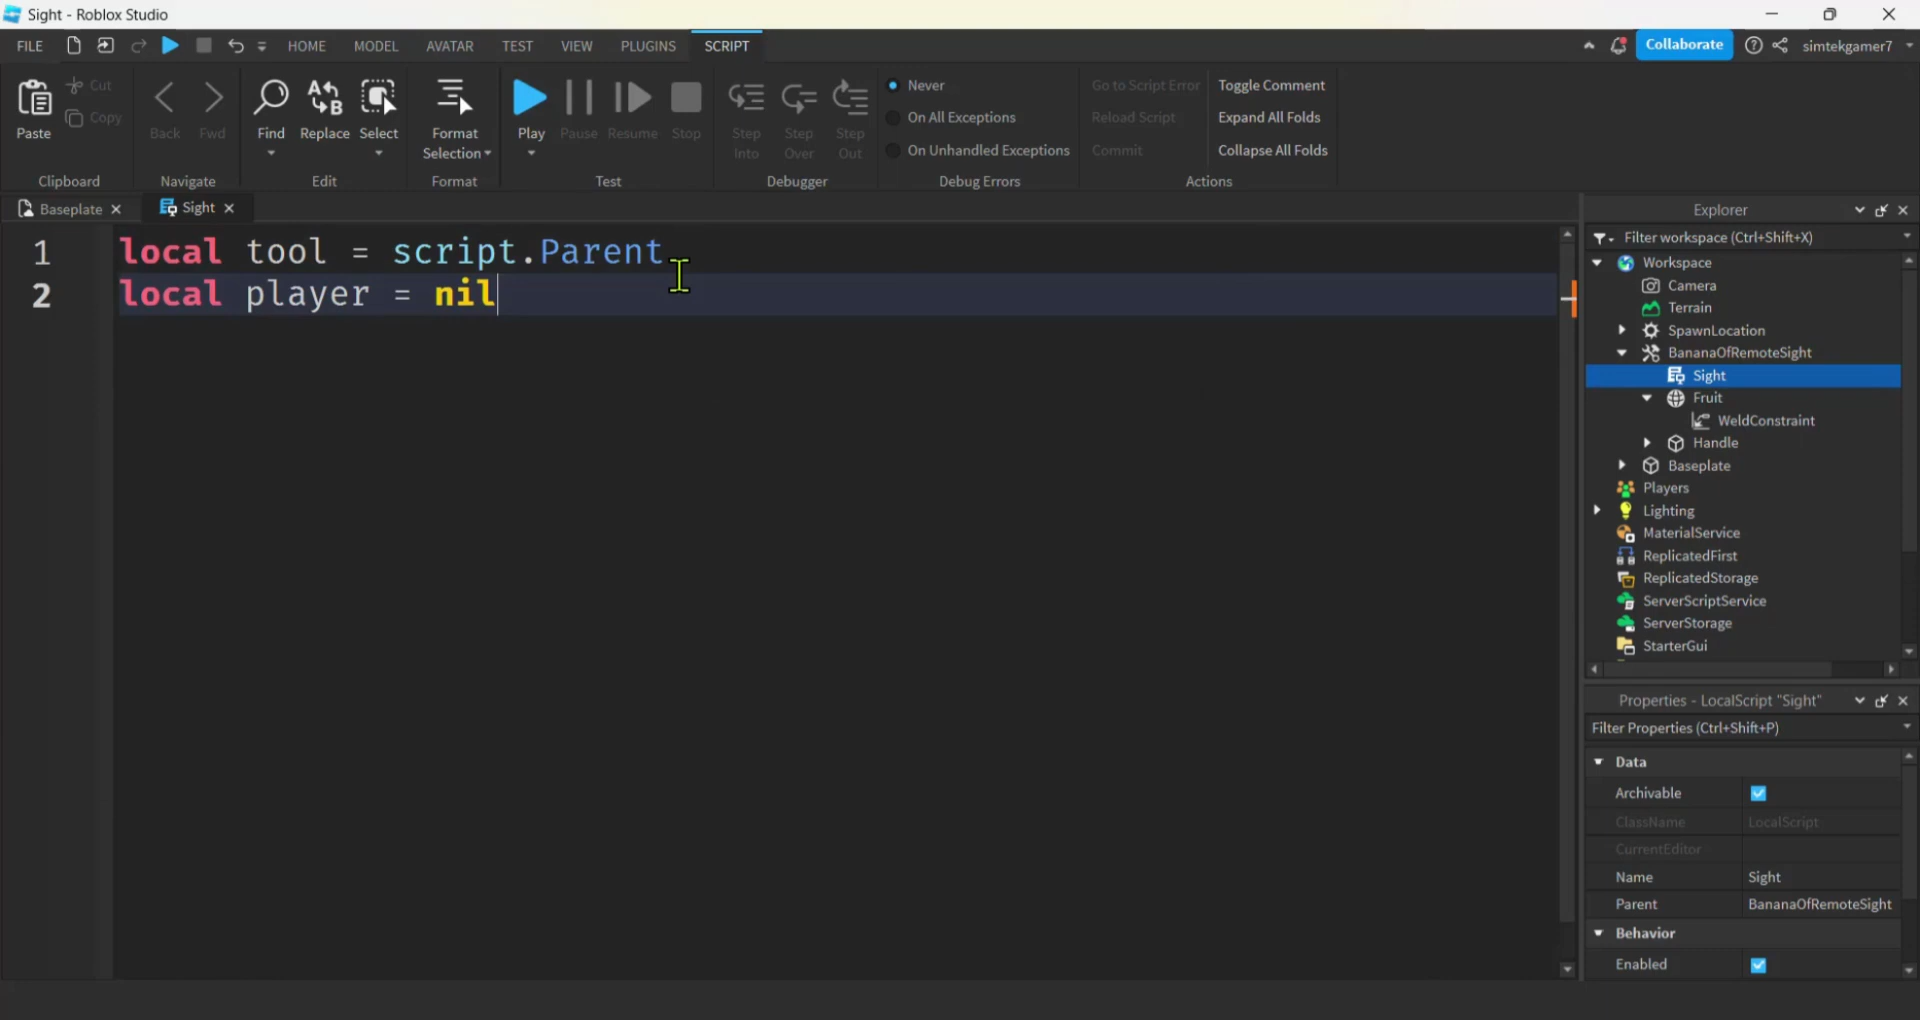 Sight - Roblox Studio
FILE HOME MODEL AVATAR TEST VIEW PLUGINS SCRIPT Collaborate simtekgamer7
Paste Cut Copy Back Fwd Find Replace Select Format Selection Play Pause Resume Stop Step Into Step Over Step Out
Never
On All Exceptions
On Unhandled Exceptions
Go to Script Error
Reload Script
Commit
Toggle Comment
Expand All Folds
Collapse All Folds
Clipboard Navigate Edit Format Test Debugger Debug Errors Actions
Baseplate Sight
1 local tool = script.Parent
2 local player = nil
Explorer
Filter workspace (Ctrl+Shift+X)
Workspace
Camera
Terrain
SpawnLocation
BananaOfRemoteSight
Sight
Fruit
WeldConstraint
Handle
Baseplate
Players
Lighting
MaterialService
ReplicatedFirst
ReplicatedStorage
ServerScriptService
ServerStorage
StarterGui
Properties - LocalScript "Sight"
Filter Properties (Ctrl+Shift+P)
Data
Archivable
ClassName LocalScript
CurrentEditor
Name Sight
Parent BananaOfRemoteSight
Behavior
Enabled